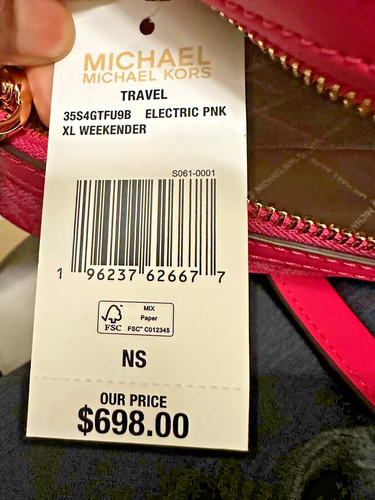 MICHAEL
MICHAEL KORS
TRAVEL
35S4GTFU9B ELECTRIC PNK
XL WEEKENDER
S061-0001
1 96237 62667 7
FSC
MIX
Paper
FSC® C012345
NS
OUR PRICE
$698.00